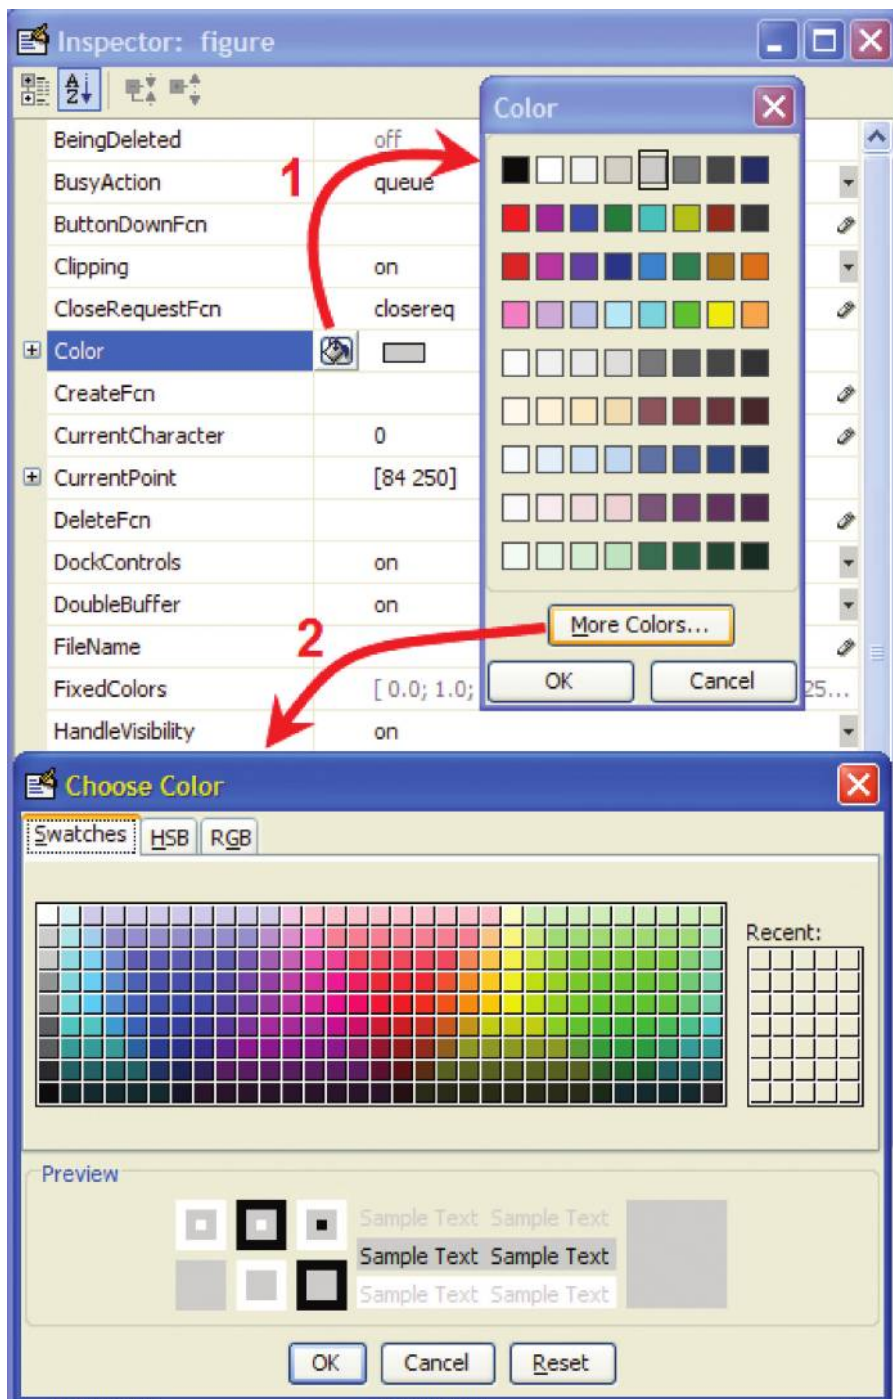 Inspector: figure
BeingDeleted off
BusyAction queue
ButtonDownFcn
Clipping on
CloseRequestFcn closereq
Color
CreateFcn
CurrentCharacter 0
CurrentPoint [84 250]
DeleteFcn
DockControls on
DoubleBuffer on
FileName
FixedColors [ 0.0; 1.0; 25...
HandleVisibility on
1
Color
More Colors...
OK Cancel
2
Choose Color
Swatches HSB RGB
Recent:
Preview
Sample Text Sample Text
Sample Text Sample Text
Sample Text Sample Text
OK Cancel Reset